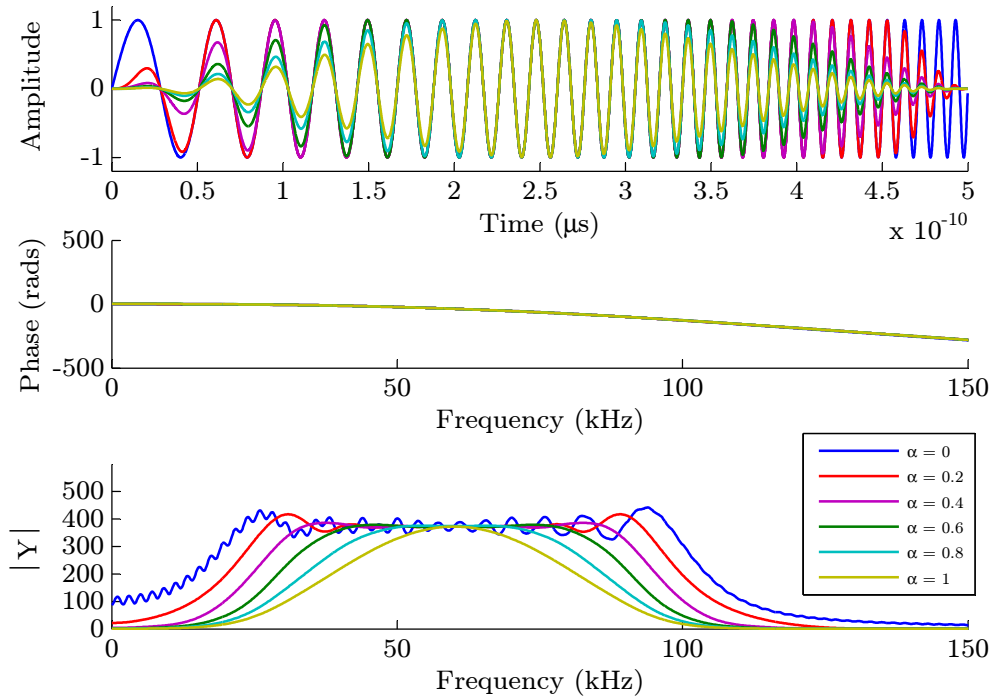 Amplitude
1
0
-1
0 0.5 1 1.5 2 2.5 3 3.5 4 4.5 5
Time (μs)
x 10⁻¹⁰
Phase (rads)
500
0
-500
0 50 100 150
Frequency (kHz)
|Y|
500
400
300
200
100
0
0 50 100 150
Frequency (kHz)
α = 0
α = 0.2
α = 0.4
α = 0.6
α = 0.8
α = 1